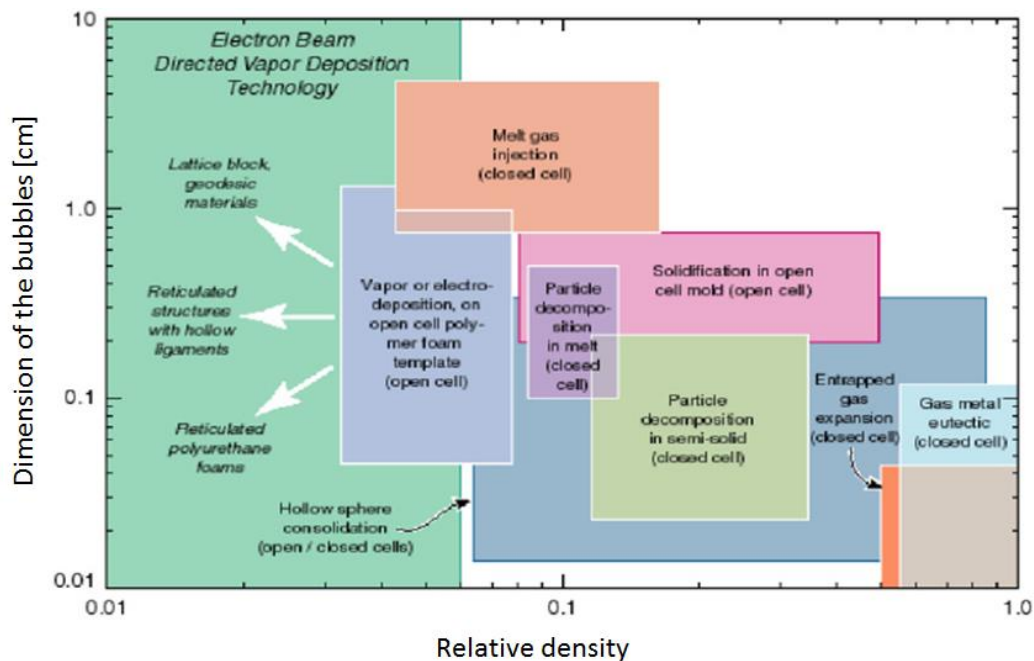 10
1.0
0.1
0.01
Dimension of the bubbles [cm]
Electron Beam
Directed Vapor Deposition
Technology
Lattice block,
geodesic
materials
Reticulated
structures
with hollow
ligaments
Reticulated
polyurethane
foams
Melt gas
injection
(closed cell)
Vapor or electro-
deposition, on
open cell poly-
mer foam
template
(open cell)
Particle
decompo-
sition
in melt
(closed
cell)
Solidification in open
cell mold (open cell)
Particle
decomposition
in semi-solid
(closed cell)
Entrapped
gas
expansion
(closed cell)
Gas metal
eutectic
(closed cell)
Hollow sphere
consolidation
(open / closed cells)
0.01
0.1
1.0
Relative density